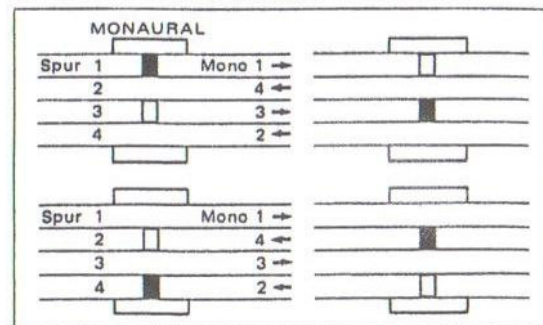 MONAURAL
Spur 1 Mono 1 →
2 4 ←
3 3 →
4 2 ←
Spur 1 Mono 1 →
2 4 ←
3 3 →
4 2 ←